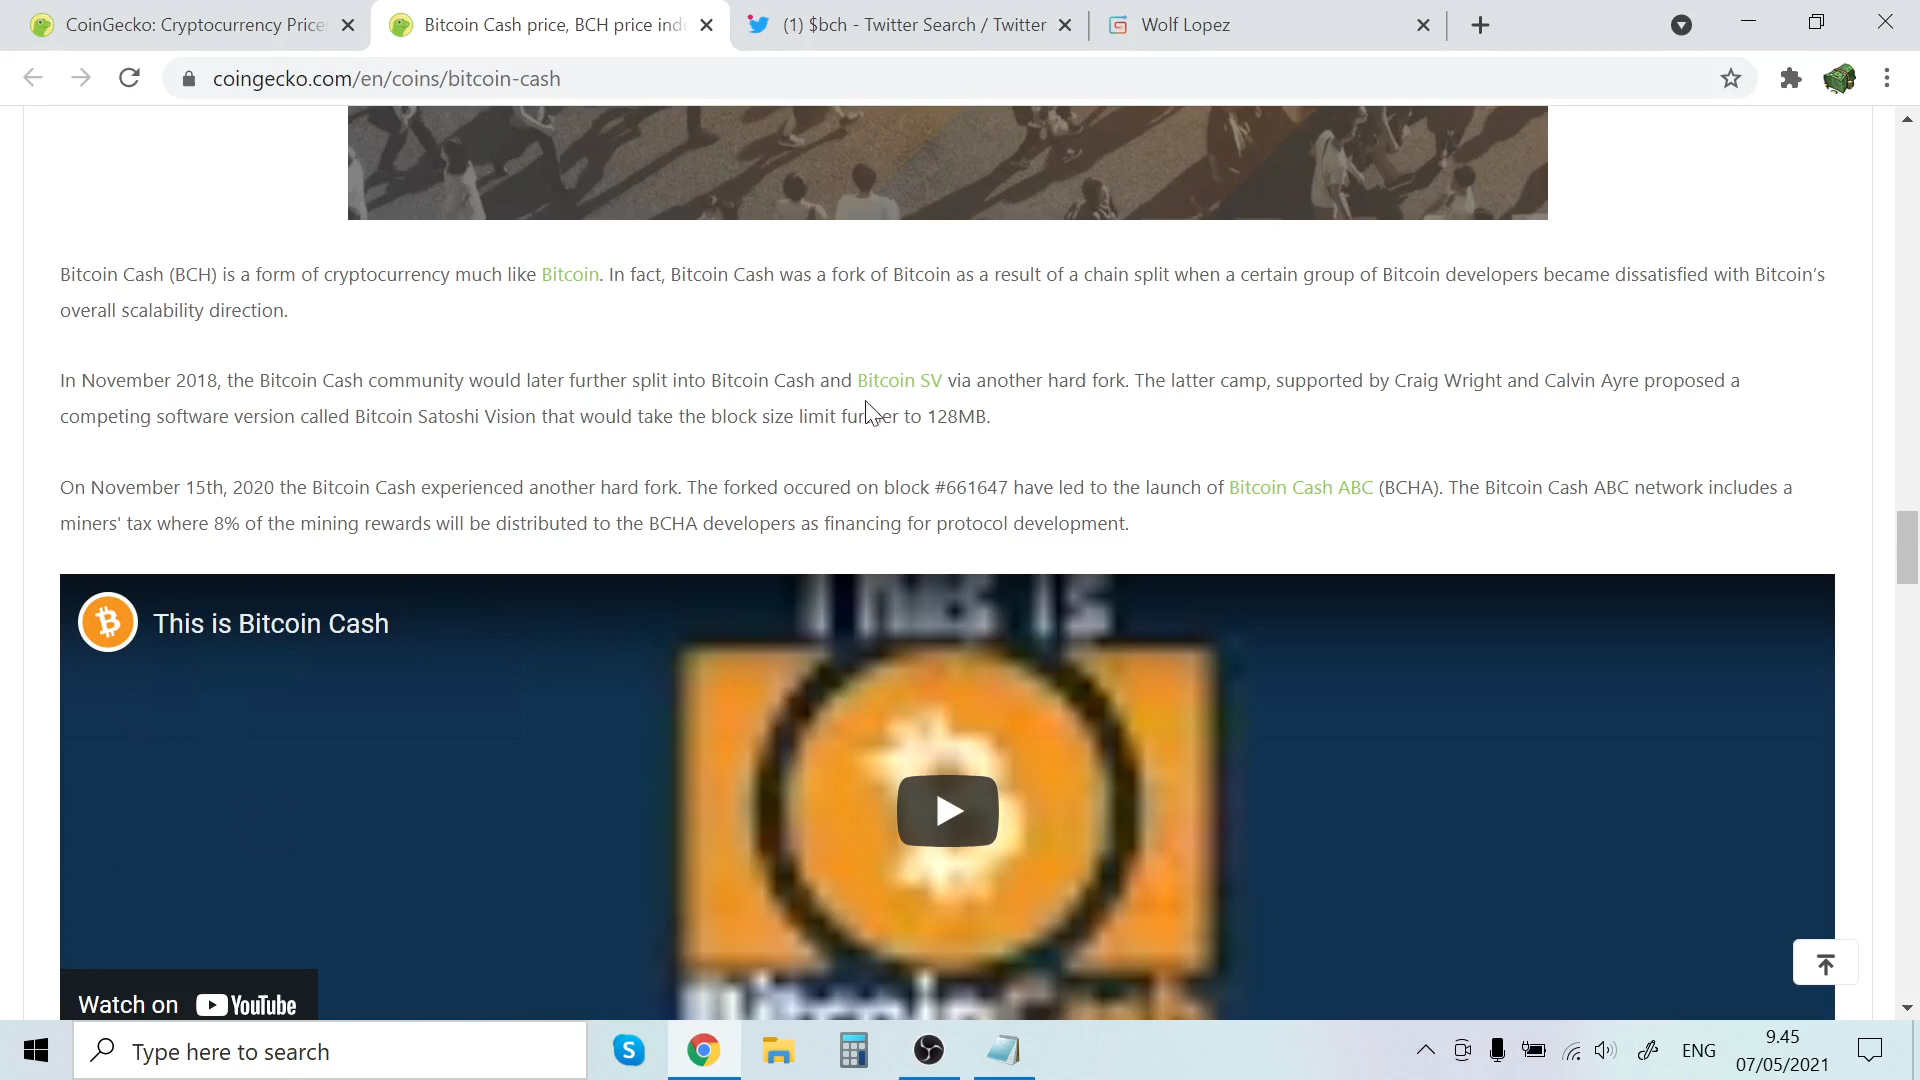 CoinGecko: Cryptocurrency Price
Bitcoin Cash price, BCH price ind
(1) $bch - Twitter Search / Twitter
Wolf Lopez
coingecko.com/en/coins/bitcoin-cash
Bitcoin Cash (BCH) is a form of cryptocurrency much like Bitcoin. In fact, Bitcoin Cash was a fork of Bitcoin as a result of a chain split when a certain group of Bitcoin developers became dissatisfied with Bitcoin's
overall scalability direction.
In November 2018, the Bitcoin Cash community would later further split into Bitcoin Cash and Bitcoin SV via another hard fork. The latter camp, supported by Craig Wright and Calvin Ayre proposed a
competing software version called Bitcoin Satoshi Vision that would take the block size limit further to 128MB.
On November 15th, 2020 the Bitcoin Cash experienced another hard fork. The forked occured on block #661647 have led to the launch of Bitcoin Cash ABC (BCHA). The Bitcoin Cash ABC network includes a
miners' tax where 8% of the mining rewards will be distributed to the BCHA developers as financing for protocol development.
This is
This is Bitcoin Cash
BitcoinCash
Watch on YouTube
Type here to search
ENG
9.45
07/05/2021